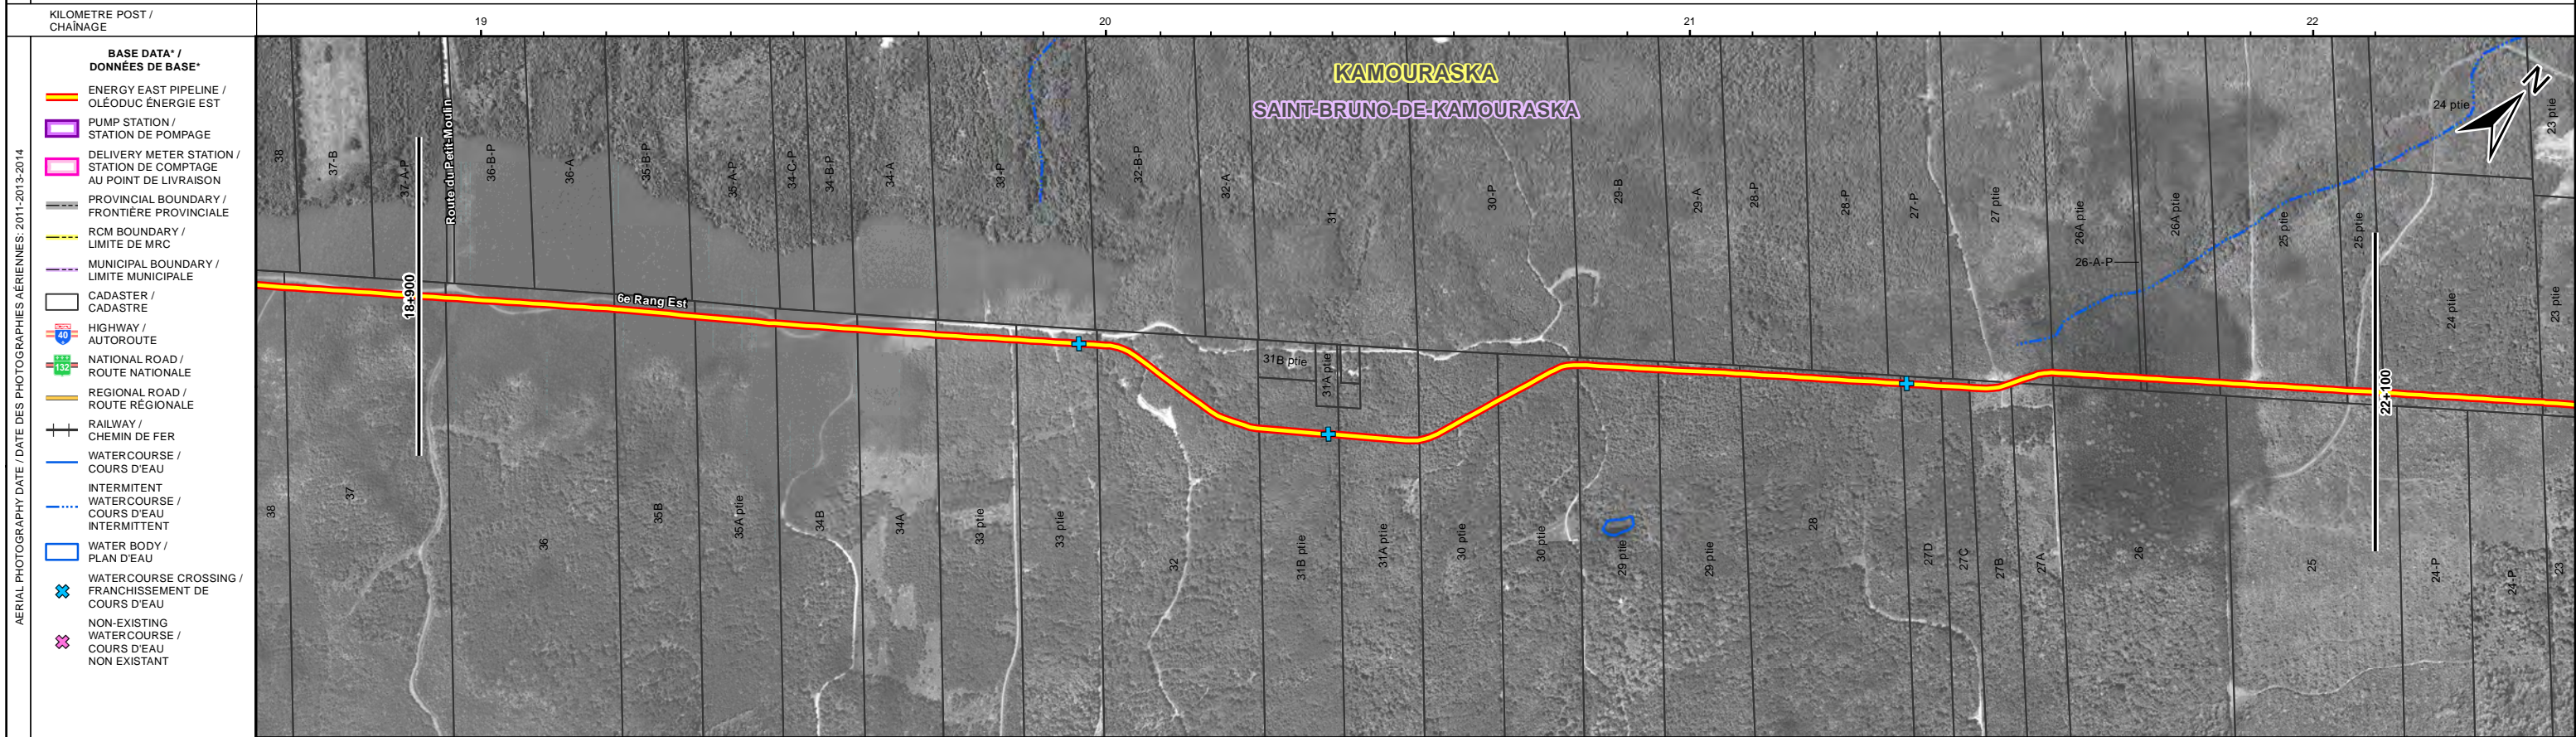 KILOMETRE POST /
CHAÎNAGE
19
20
21
22
AERIAL PHOTOGRAPHY DATE / DATE DES PHOTOGRAPHIES AÉRIENNES: 2011-2013-2014
BASE DATA* /
DONNÉES DE BASE*
ENERGY EAST PIPELINE /
OLÉODUC ÉNERGIE EST
PUMP STATION /
STATION DE POMPAGE
DELIVERY METER STATION /
STATION DE COMPTAGE
AU POINT DE LIVRAISON
PROVINCIAL BOUNDARY /
FRONTIÈRE PROVINCIALE
RCM BOUNDARY /
LIMITE DE MRC
MUNICIPAL BOUNDARY /
LIMITE MUNICIPALE
CADASTER /
CADASTRE
40
HIGHWAY /
AUTOROUTE
132
NATIONAL ROAD /
ROUTE NATIONALE
REGIONAL ROAD /
ROUTE RÉGIONALE
RAILWAY /
CHEMIN DE FER
WATERCOURSE /
COURS D'EAU
INTERMITENT
WATERCOURSE /
COURS D'EAU
INTERMITTENT
WATER BODY /
PLAN D'EAU
WATERCOURSE CROSSING /
FRANCHISSEMENT DE
COURS D'EAU
NON-EXISTING
WATERCOURSE /
COURS D'EAU
NON EXISTANT
KAMOURASKA
SAINT-BRUNO-DE-KAMOURASKA
N
38
37-B
37-A-P
Route du Petit-Moulin
36-B-P
36-A
35-B-P
35-A-P
34-C-P
34-B-P
34-A
33-P
32-B-P
32-A
31
30-P
29-B
29-A
28-P
28-P
27-P
27 ptie
26A ptie
26-A-P
26A ptie
25 ptie
25 ptie
24 ptie
23 ptie
24 ptie
23 ptie
18+900
6e Rang Est
31B ptie
31A ptie
22+100
38
37
36
35B
35A ptie
34B
34A
33 ptie
33 ptie
32
31B ptie
31A ptie
30 ptie
30 ptie
29 ptie
29 ptie
28
27D
27C
27B
27A
26
25
24-P
24-P
23